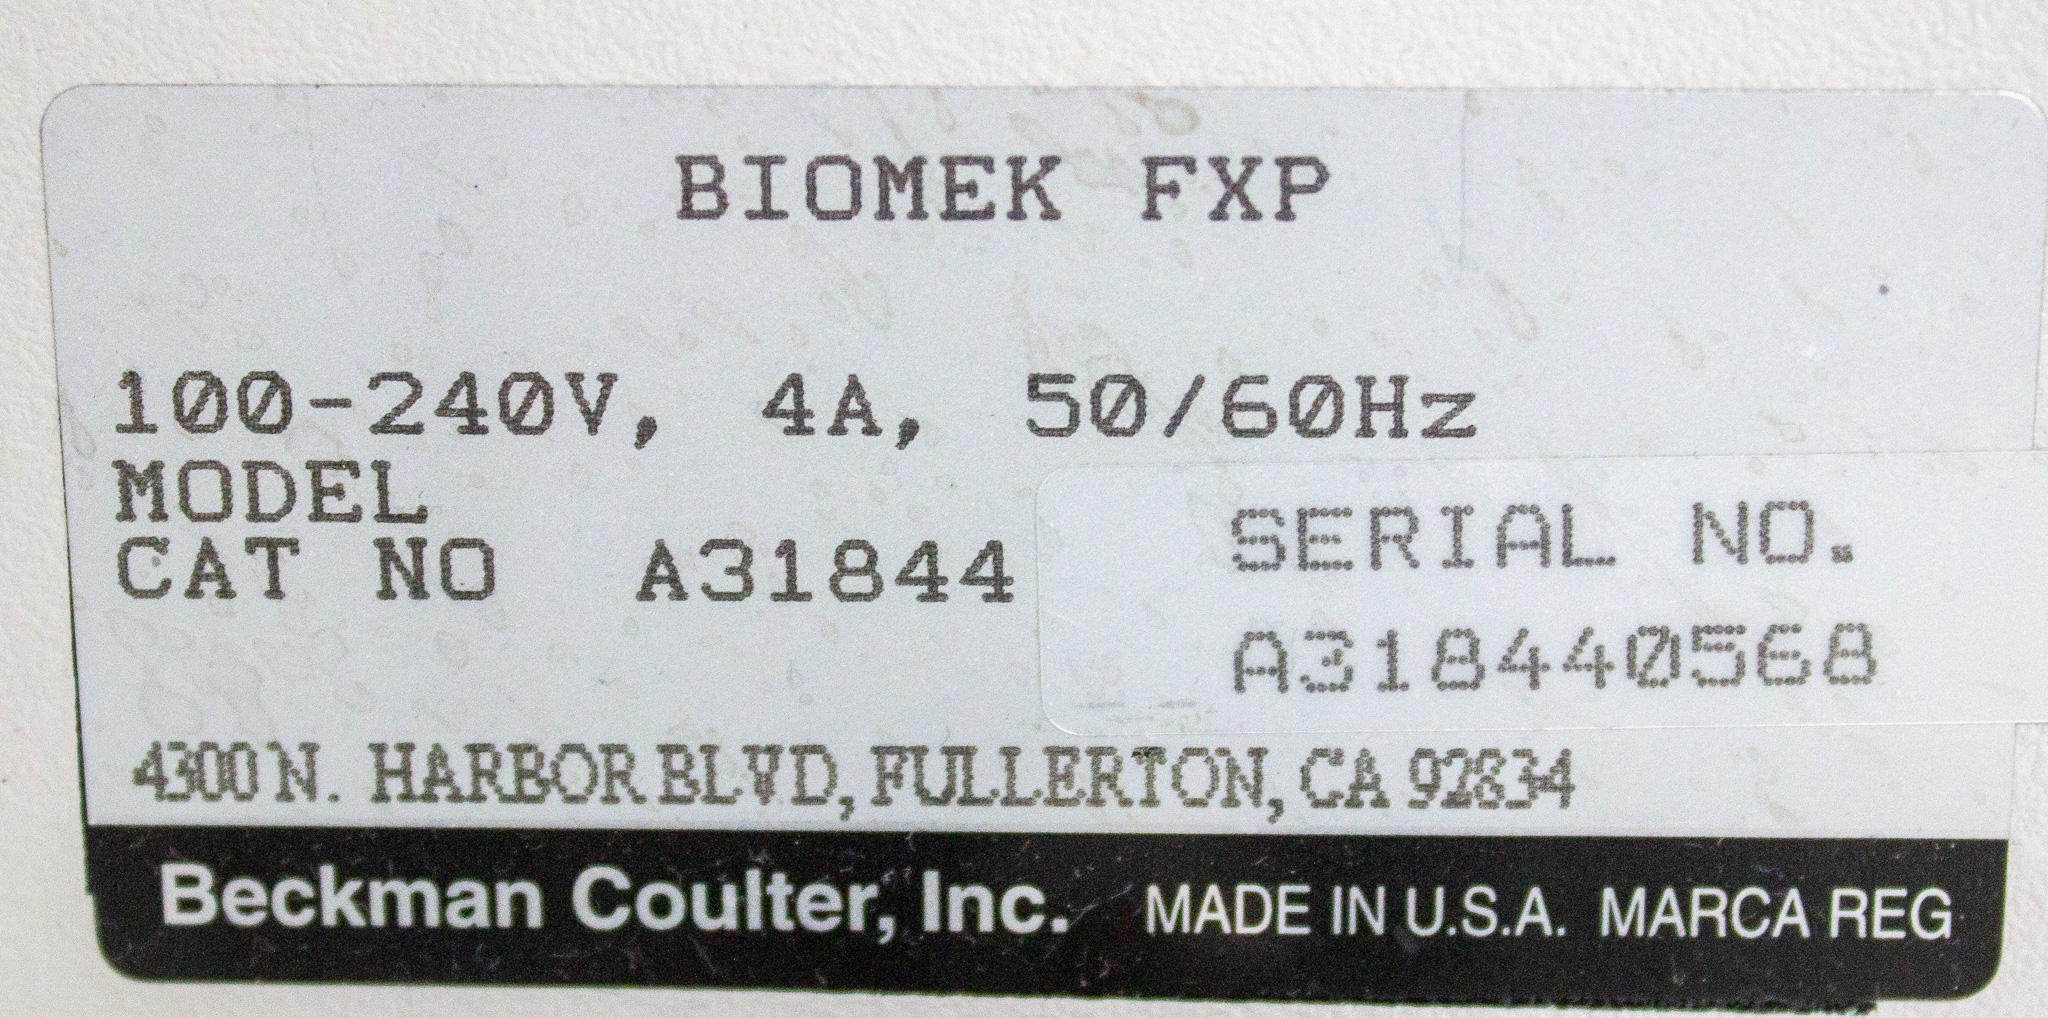 BIOMEK FXP
100-240V, 4A, 50/60Hz
MODEL
CAT NO A31844
SERIAL NO.
A318440568
4300 N. HARBOR BLVD, FULLERTON, CA 92834
Beckman Coulter, Inc. MADE IN U.S.A. MARCA REG